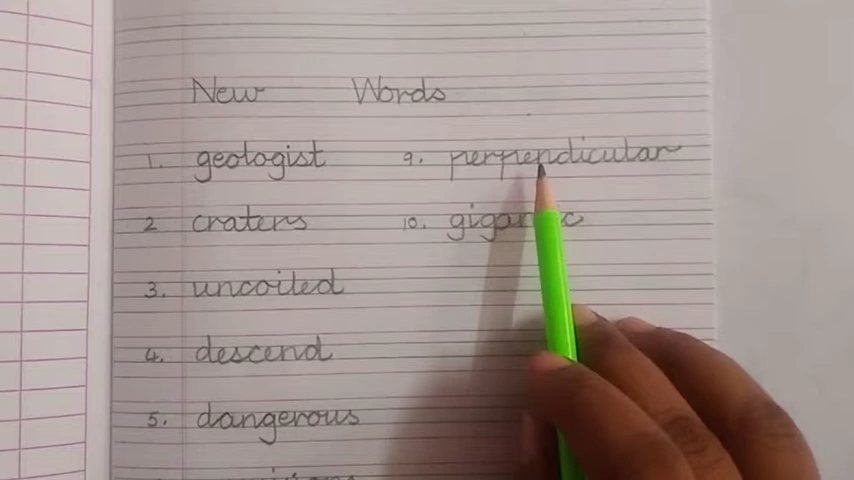 New Words
1. geologist 9. perpendicular
2 craters 10.
3. uncoiled
4. descend
5. dangerous